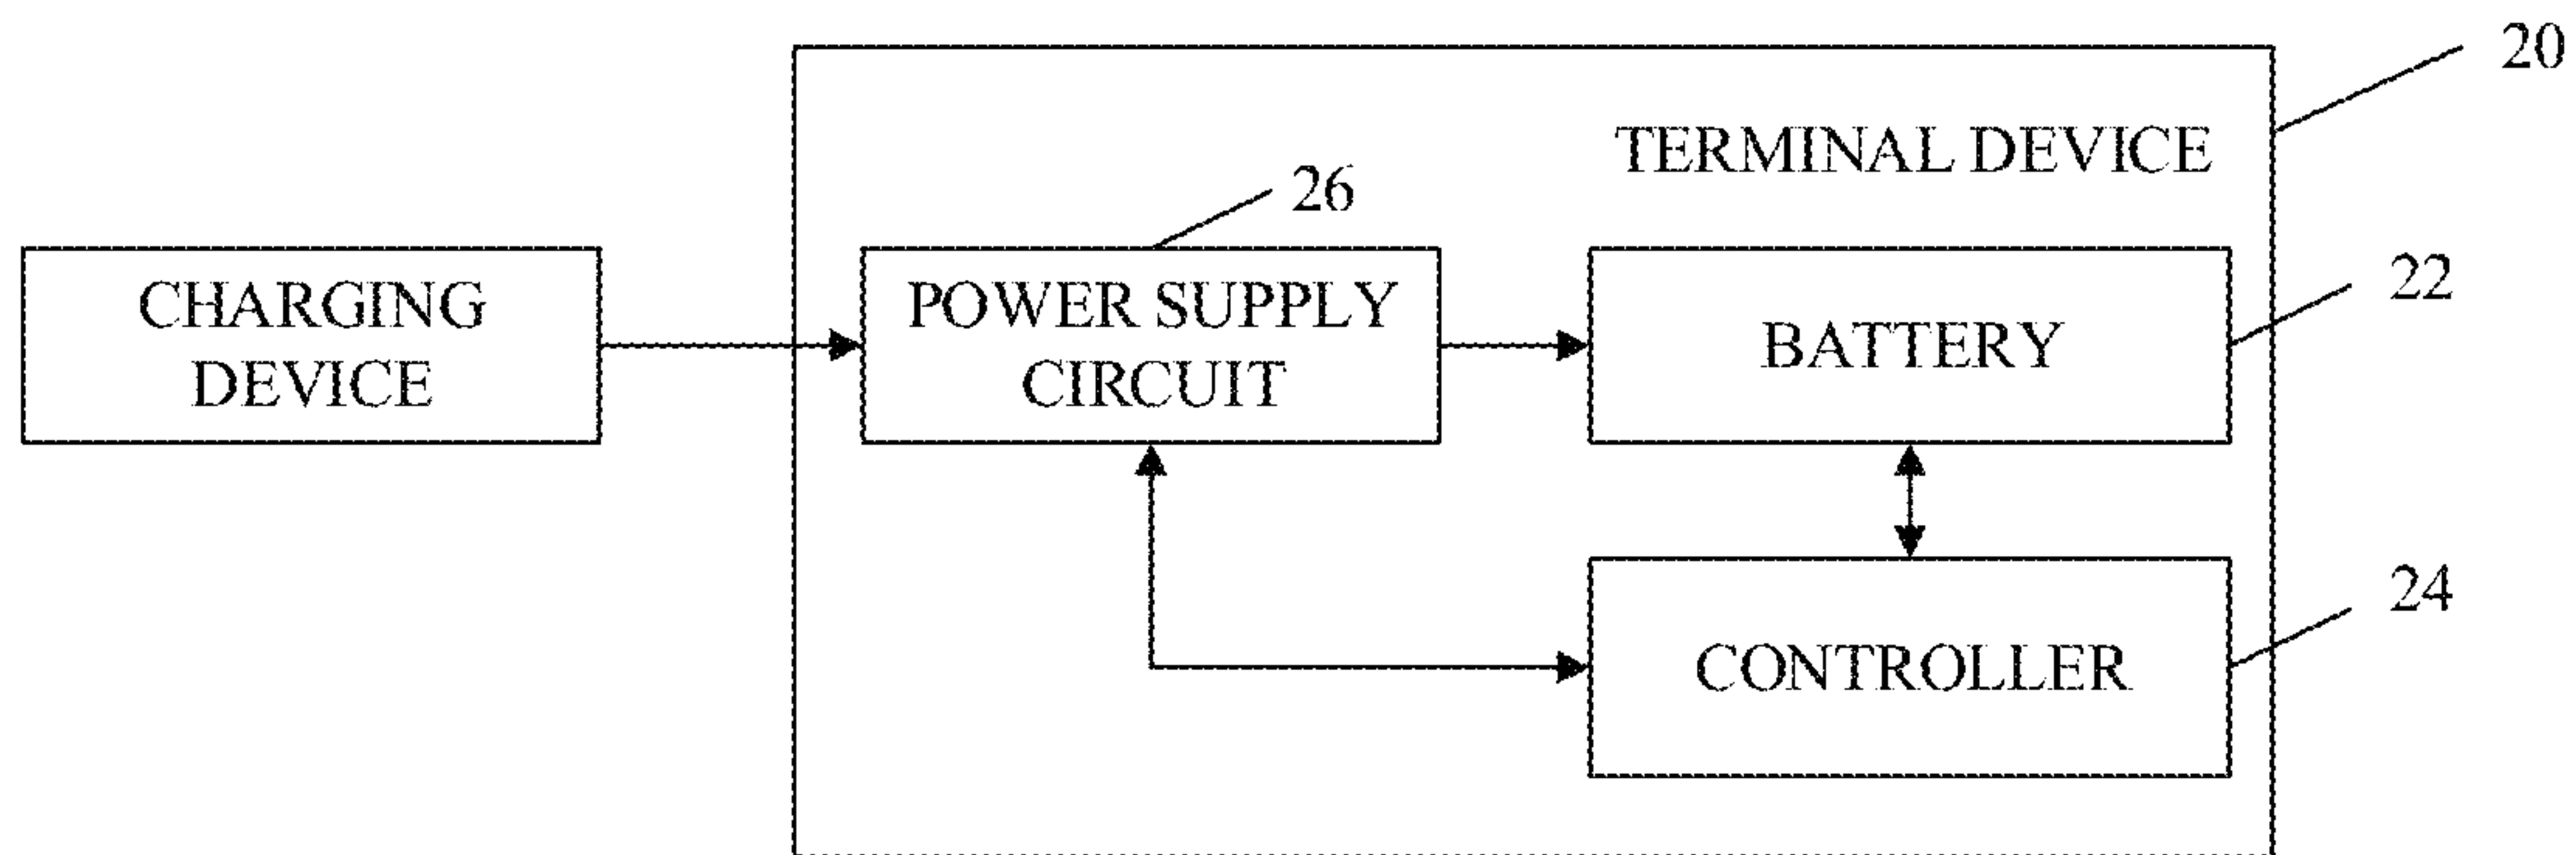 20
TERMINAL DEVICE
26
CHARGING
DEVICE
POWER SUPPLY
CIRCUIT
BATTERY
22
CONTROLLER
24